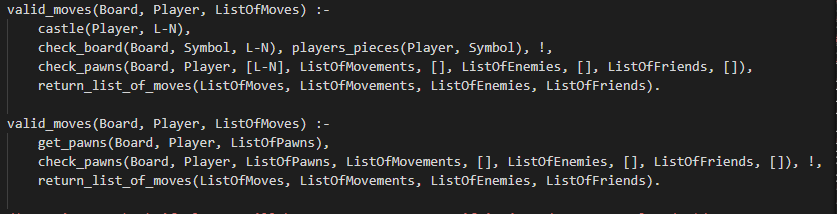 valid_moves(Board, Player, ListOfMoves) :-
    castle(Player, L-N),
    check_board(Board, Symbol, L-N), players_pieces(Player, Symbol), !,
    check_pawns(Board, Player, [L-N], ListOfMovements, [], ListOfEnemies, [], ListOfFriends, []),
    return_list_of_moves(ListOfMoves, ListOfMovements, ListOfEnemies, ListOfFriends).
valid_moves(Board, Player, ListOfMoves) :-
    get_pawns(Board, Player, ListOfPawns),
    check_pawns(Board, Player, ListOfPawns, ListOfMovements, [], ListOfEnemies, [], ListOfFriends, []), !,
    return_list_of_moves(ListOfMoves, ListOfMovements, ListOfEnemies, ListOfFriends).